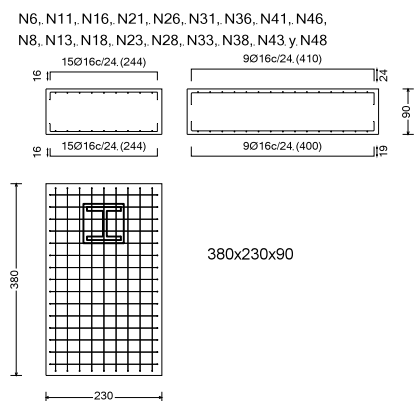 N6, N11, N16, N21, N26, N31, N36, N41, N46,
N8, N13, N18, N23, N28, N33, N38, N43 y N48
15Ø16c/24 (244)
9Ø16c/24 (410)
16
24
90
16
15Ø16c/24 (244)
9Ø16c/24 (400)
19
380
380x230x90
230